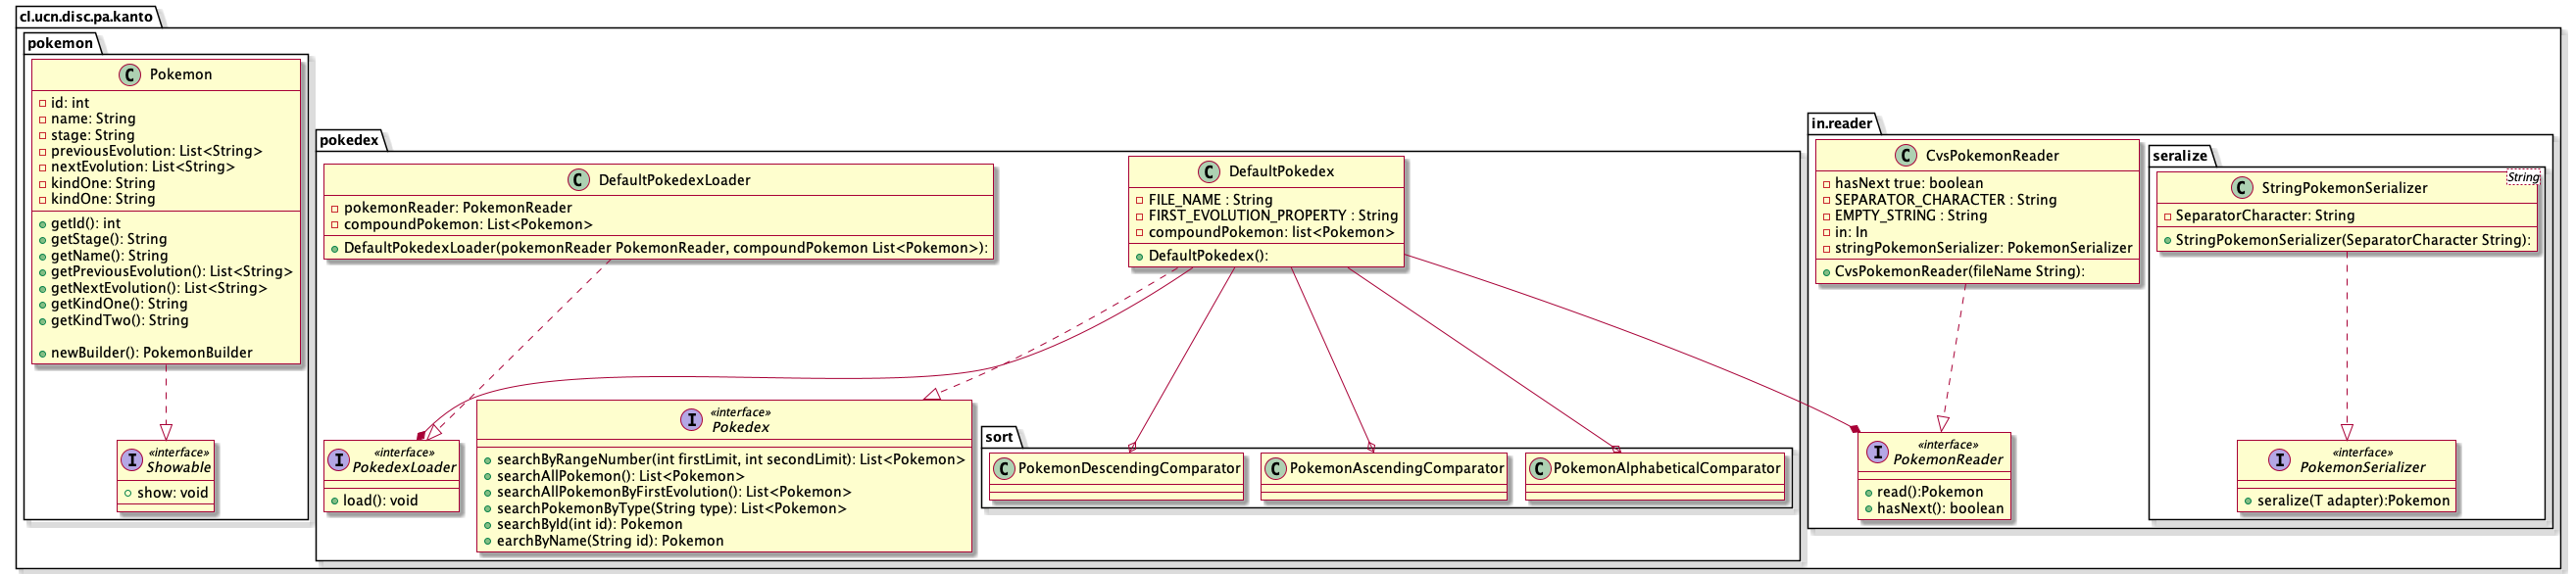 cl.ucn.disc.pa.kanto
pokemon
C Pokemon
id: int
name: String
stage: String
previousEvolution: List<String>
nextEvolution: List<String>
kindOne: String
kindOne: String
getId(): int
getStage(): String
getName(): String
getPreviousEvolution(): List<String>
getNextEvolution(): List<String>
getKindOne(): String
getKindTwo(): String
newBuilder(): PokemonBuilder
I «interface»
Showable
show: void
pokedex
C DefaultPokedexLoader
pokemonReader: PokemonReader
compoundPokemon: List<Pokemon>
DefaultPokedexLoader(pokemonReader PokemonReader, compoundPokemon List<Pokemon>):
C DefaultPokedex
FILE_NAME : String
FIRST_EVOLUTION_PROPERTY : String
compoundPokemon: list<Pokemon>
DefaultPokedex():
I «interface»
PokedexLoader
load(): void
I «interface»
Pokedex
searchByRangeNumber(int firstLimit, int secondLimit): List<Pokemon>
searchAllPokemon(): List<Pokemon>
searchAllPokemonByFirstEvolution(): List<Pokemon>
searchPokemonByType(String type): List<Pokemon>
searchById(int id): Pokemon
earchByName(String id): Pokemon
sort
C PokemonDescendingComparator
C PokemonAscendingComparator
C PokemonAlphabeticalComparator
in.reader
C CvsPokemonReader
hasNext true: boolean
SEPARATOR_CHARACTER : String
EMPTY_STRING : String
in: In
stringPokemonSerializer: PokemonSerializer
CvsPokemonReader(fileName String):
I «interface»
PokemonReader
read():Pokemon
hasNext(): boolean
seralize
C StringPokemonSerializer
String
SeparatorCharacter: String
StringPokemonSerializer(SeparatorCharacter String):
I «interface»
PokemonSerializer
seralize(T adapter):Pokemon